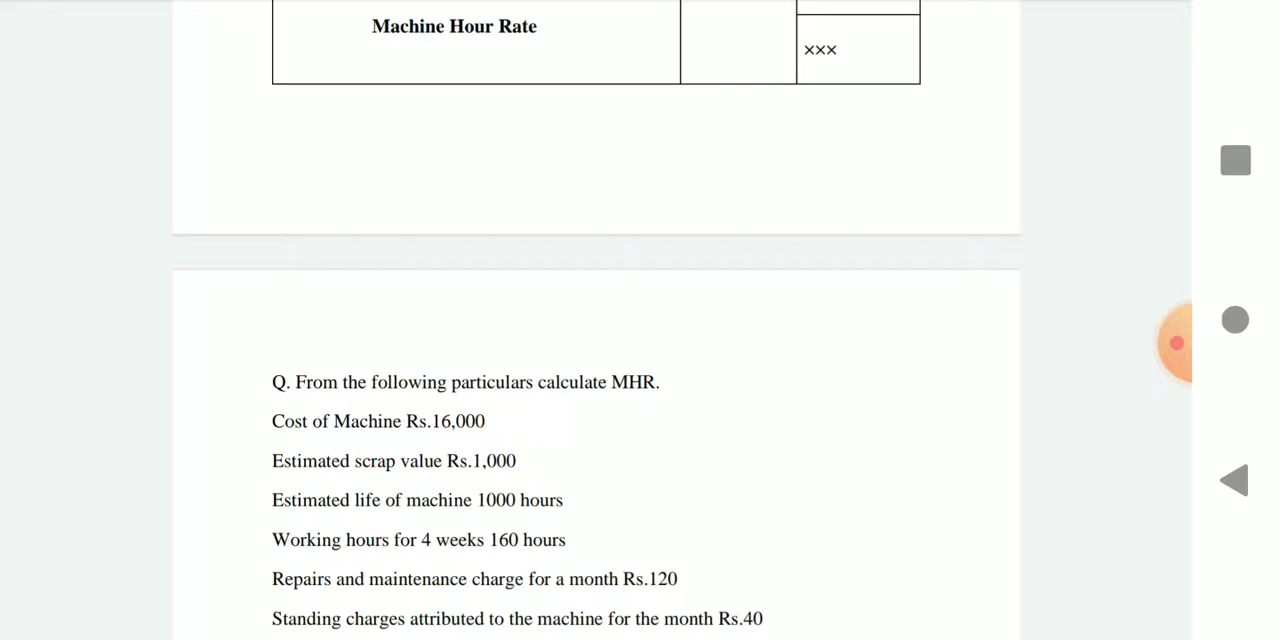 Machine Hour Rate
×××
Q. From the following particulars calculate MHR.
Cost of Machine Rs.16,000
Estimated scrap value Rs.1,000
Estimated life of machine 1000 hours
Working hours for 4 weeks 160 hours
Repairs and maintenance charge for a month Rs.120
Standing charges attributed to the machine for the month Rs.40